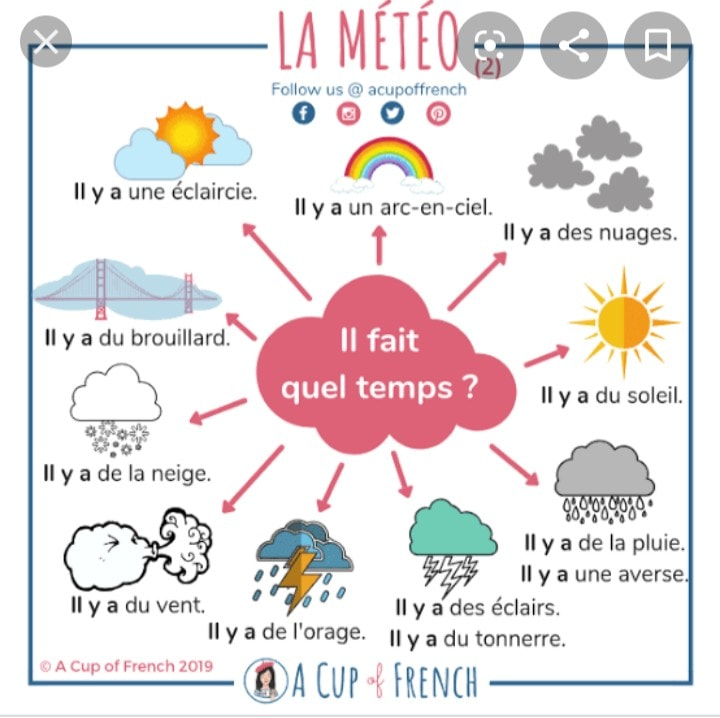 LA MÉTÉO
(2)
Follow us @ acupoffrench
Il y a une éclaircie.
Il y a un arc-en-ciel.
Il y a des nuages.
Il y a du brouillard.
Il fait
quel temps ?
Il y a du soleil.
Il y a de la neige.
Il y a de la pluie.
Il y a une averse.
Il y a du vent.
Il y a de l'orage.
Il y a des éclairs.
Il y a du tonnerre.
© A Cup of French 2019
A CUP of FRENCH